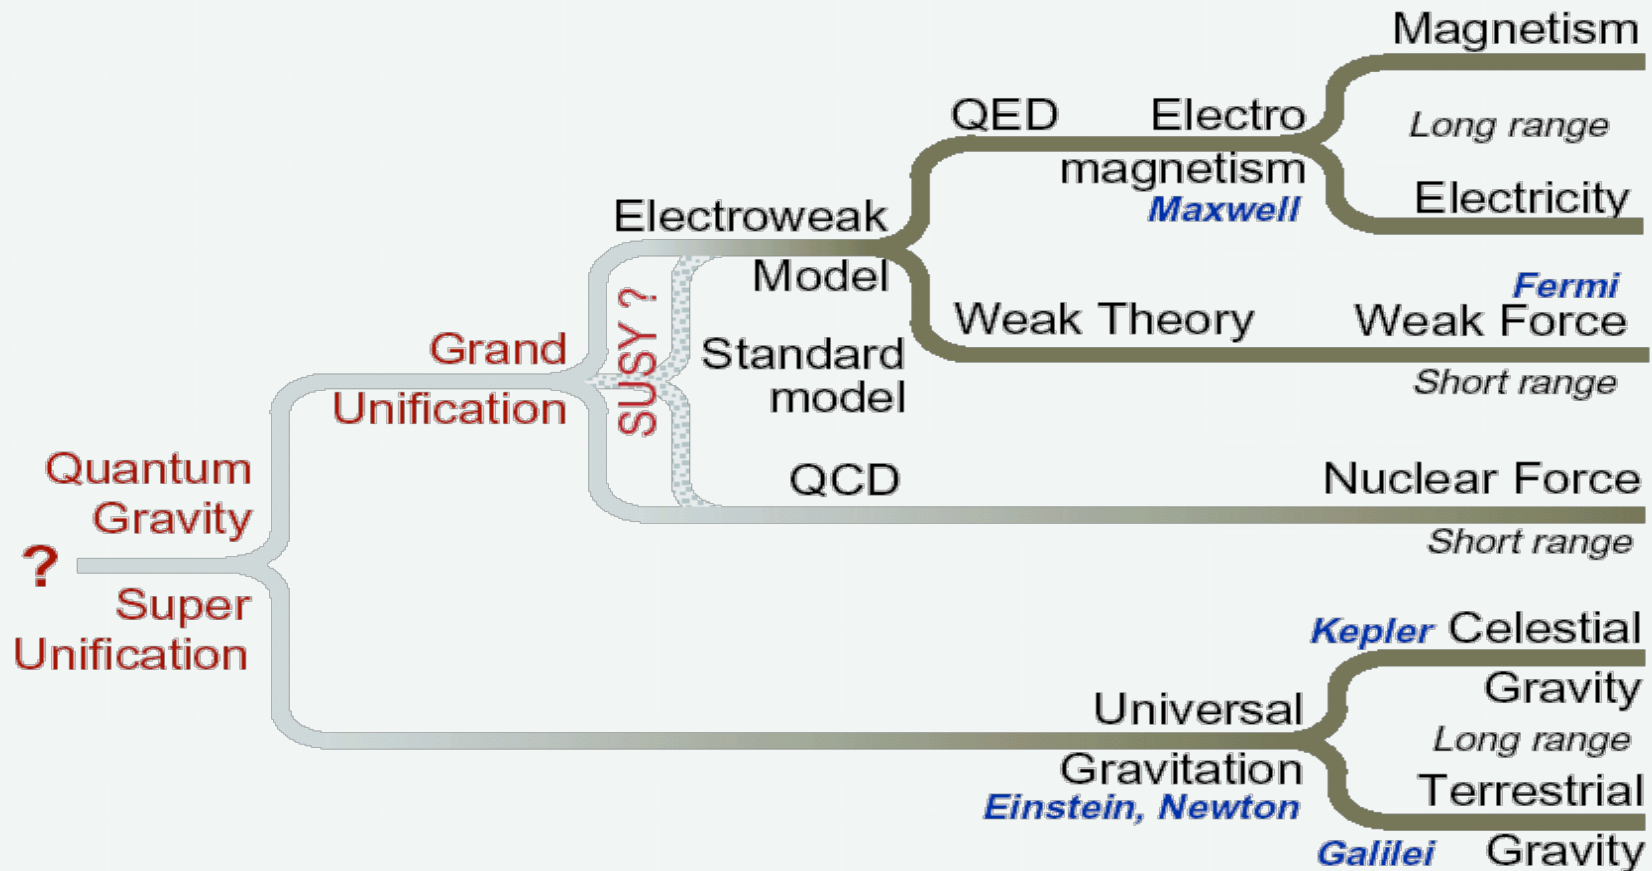 Magnetism
QED
Electro
magnetism
Maxwell
Long range
Electricity
Electroweak
Model
Fermi
Weak Theory
Weak Force
Short range
Grand
Unification
SUSY ?
Standard
model
QCD
Nuclear Force
Short range
Quantum
Gravity
?
Super
Unification
Kepler
Celestial
Gravity
Universal
Gravitation
Einstein, Newton
Long range
Terrestrial
Galilei
Gravity